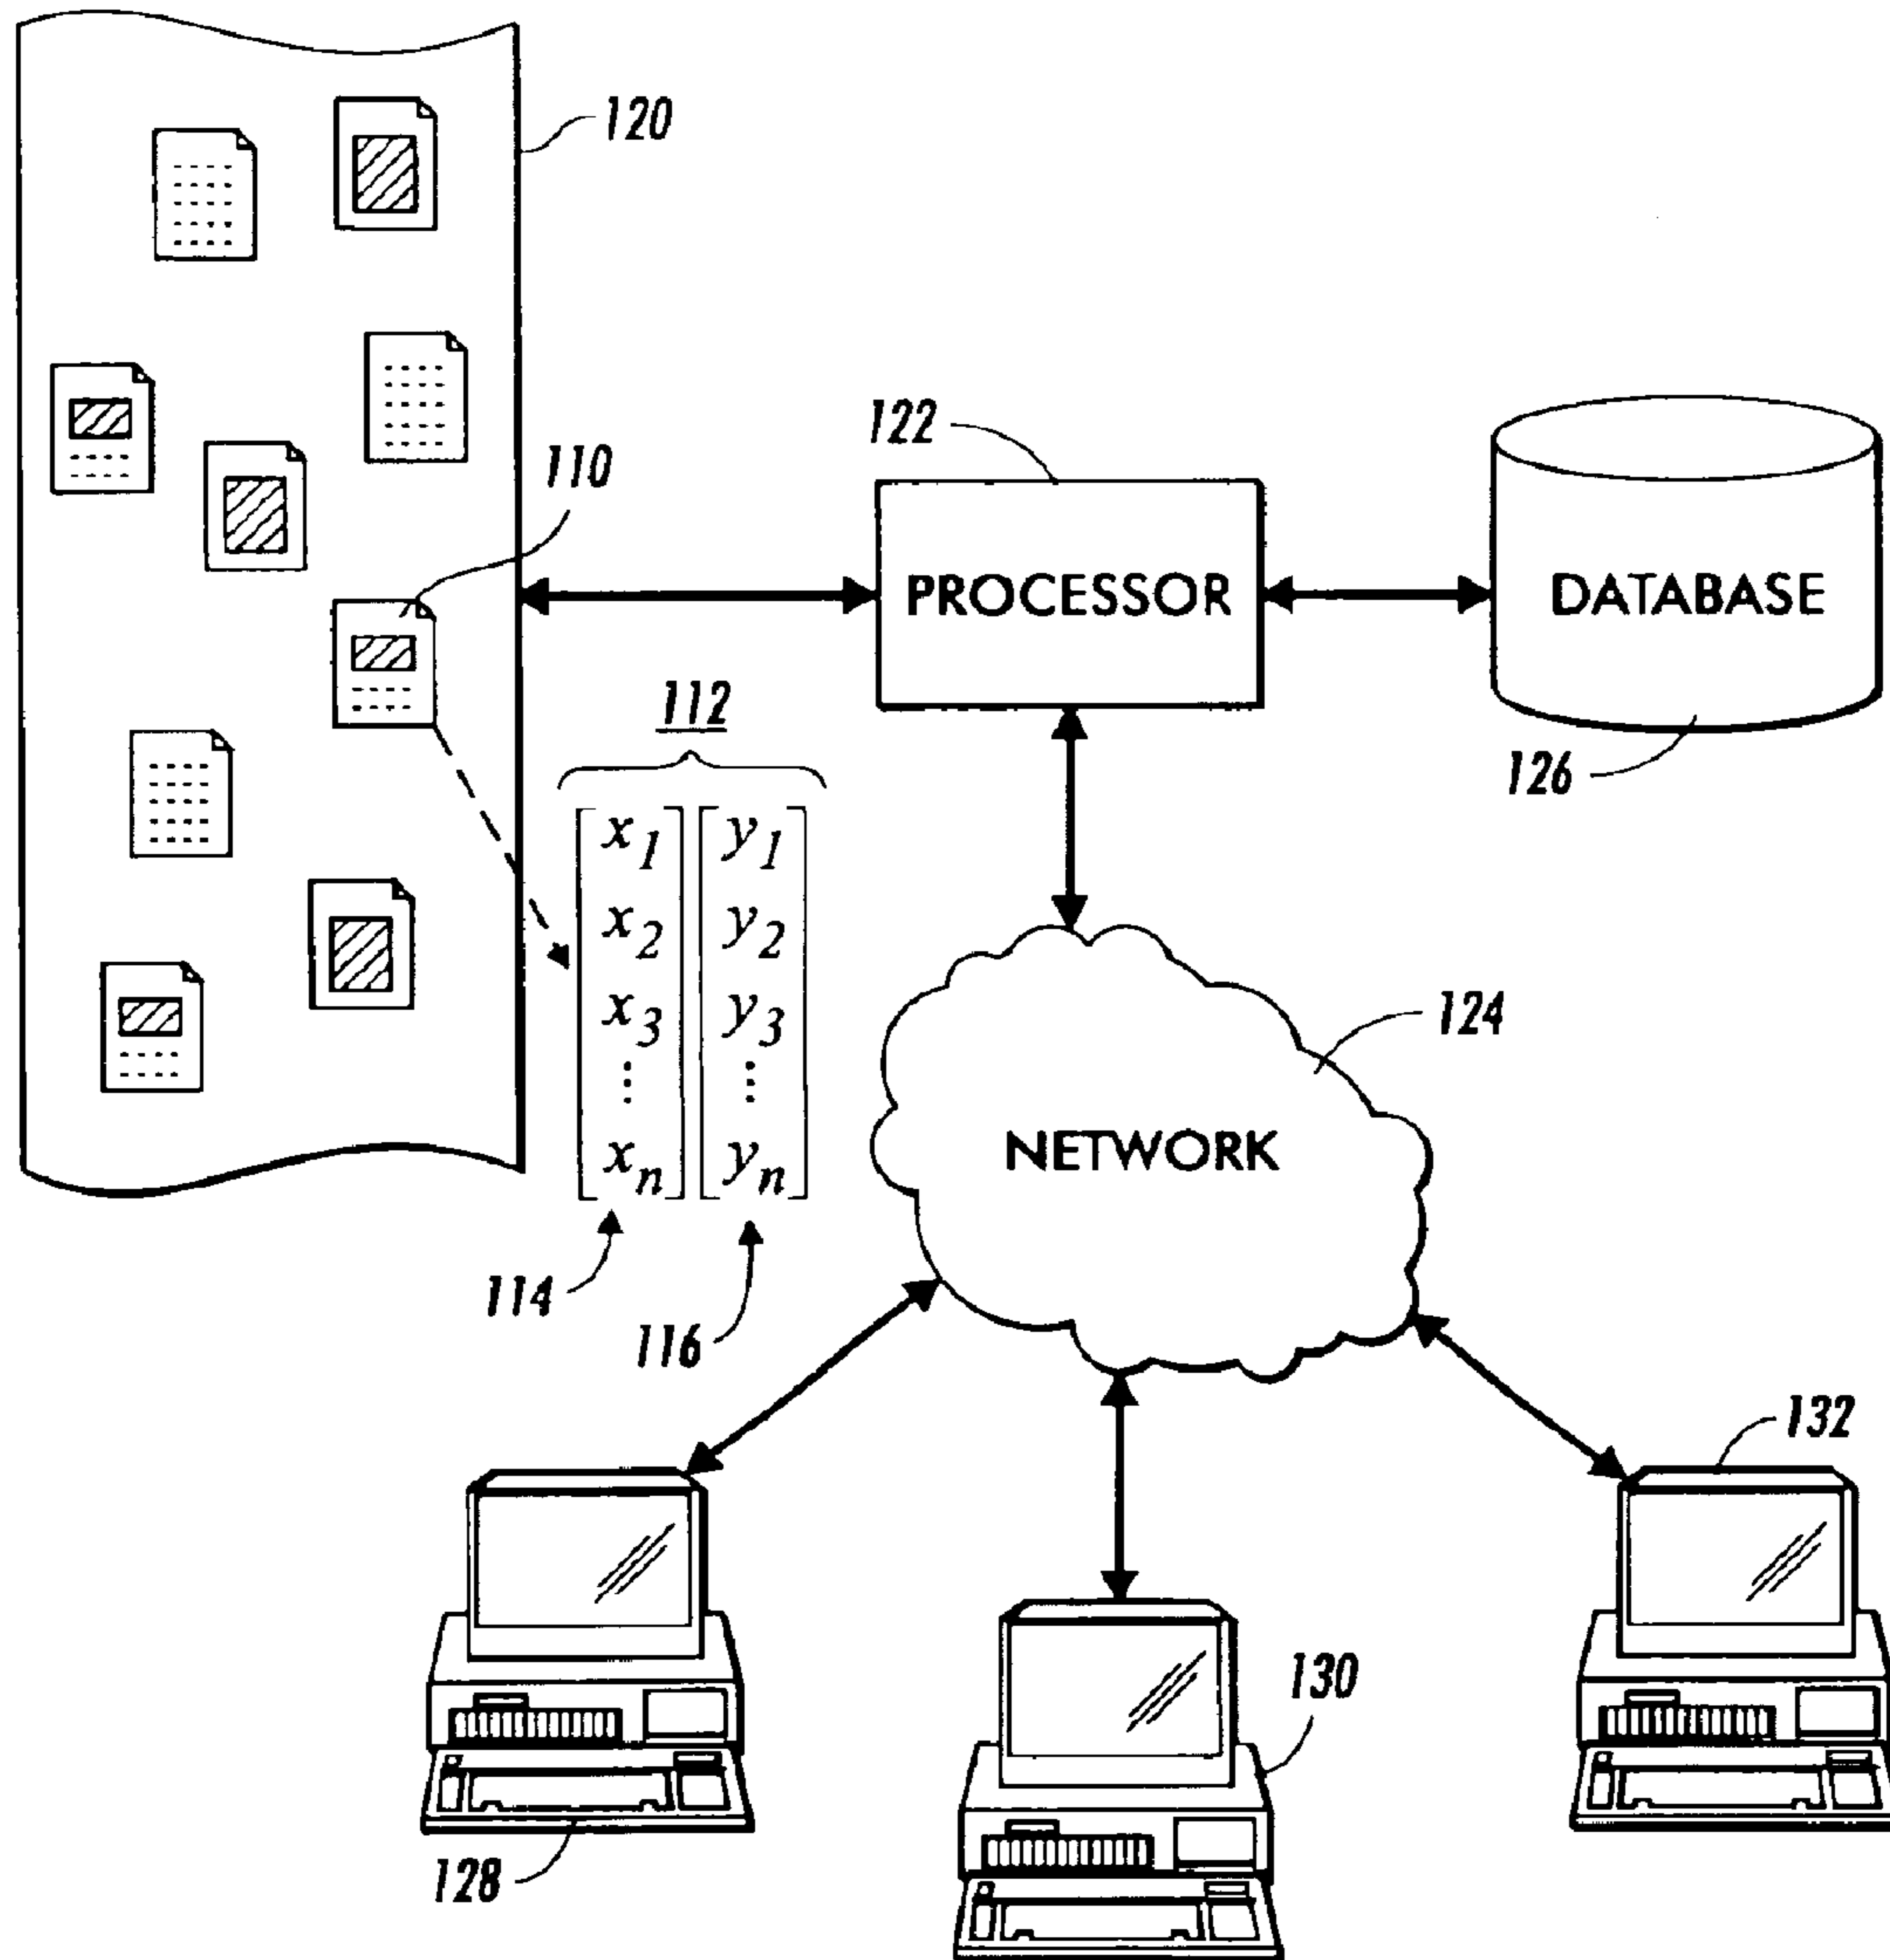 120
122
110
PROCESSOR
DATABASE
112
126
x1 y1
x2 y2
x3 y3
⋮ ⋮
xn yn
124
NETWORK
114
116
132
130
128